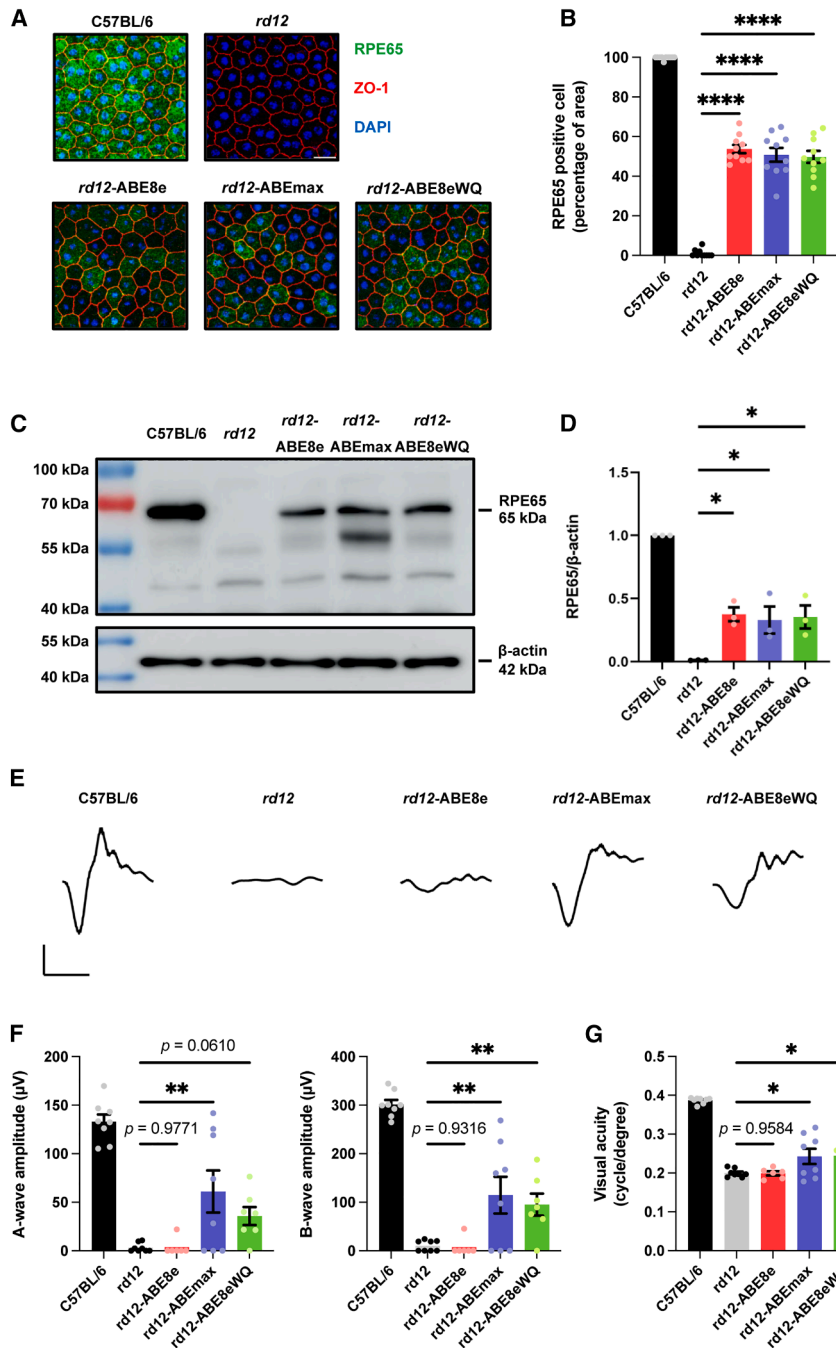 A
C57BL/6
rd12
RPE65
ZO-1
DAPI
rd12-ABE8e
rd12-ABEmax
rd12-ABE8eWQ
B
RPE65 positive cell
(percentage of area)
100
80
60
40
20
0
****
****
****
C57BL/6
rd12
rd12-ABE8e
rd12-ABEmax
rd12-ABE8eWQ
C
C57BL/6
rd12
rd12-
ABE8e
rd12-
ABEmax
rd12-
ABE8eWQ
100 kDa
70 kDa
55 kDa
40 kDa
55 kDa
40 kDa
RPE65
65 kDa
β-actin
42 kDa
D
RPE65/β-actin
1.5
1.0
0.5
0.0
*
*
*
C57BL/6
rd12
rd12-ABE8e
rd12-ABEmax
rd12-ABE8eWQ
E
C57BL/6
rd12
rd12-ABE8e
rd12-ABEmax
rd12-ABE8eWQ
F
A-wave amplitude (µV)
200
150
100
50
0
p = 0.0610
**
p = 0.9771
C57BL/6
rd12
rd12-ABE8e
rd12-ABEmax
rd12-ABE8eWQ
B-wave amplitude (µV)
400
300
200
100
0
**
**
p = 0.9316
C57BL/6
rd12
rd12-ABE8e
rd12-ABEmax
rd12-ABE8eWQ
G
Visual acuity
(cycle/degree)
0.5
0.4
0.3
0.2
0.1
0.0
*
*
p = 0.9584
C57BL/6
rd12
rd12-ABE8e
rd12-ABEmax
rd12-ABE8eW